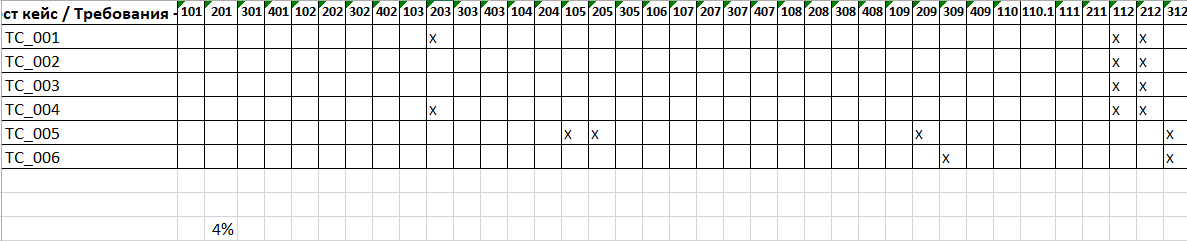 ст кейс / Требования - 101 201 301 401 102 202 302 402 103 203 303 403 104 204 105 205 305 106 107 207 307 407 108 208 308 408 109 209 309 409 110 110.1 111 211 112 212 312
TC_001 x x x
TC_002 x x
TC_003 x x
TC_004 x x x
TC_005 x x x x
TC_006 x x
4%